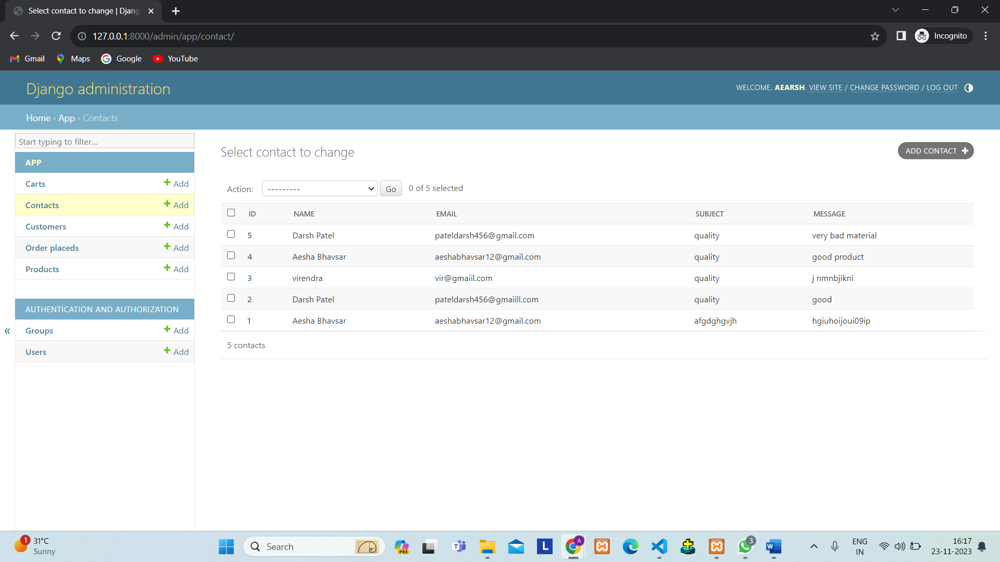 Select contact to change | Djang
127.0.0.1:8000/admin/app/contact/
Incognito
Gmail Maps Google YouTube
Django administration
WELCOME, AEARSH. VIEW SITE / CHANGE PASSWORD / LOG OUT
Home › App › Contacts
Start typing to filter...
APP
Carts + Add
Contacts + Add
Customers + Add
Order placeds + Add
Products + Add
AUTHENTICATION AND AUTHORIZATION
«
Groups + Add
Users + Add
Select contact to change
ADD CONTACT +
Action: --------- Go 0 of 5 selected
ID NAME EMAIL SUBJECT MESSAGE
5 Darsh Patel pateldarsh456@gmail.com quality very bad material
4 Aesha Bhavsar aeshabhavsar12@gmail.com quality good product
3 virendra vir@gmaiil.com quality j nmnbjikni
2 Darsh Patel pateldarsh456@gmaiill.com quality good
1 Aesha Bhavsar aeshabhavsar12@gmail.com afgdghgvjh hgiuhoijoui09ip
5 contacts
1 31°C
Sunny
Search
PRE
T
L
A
3
W
ENG
IN
16:17
23-11-2023